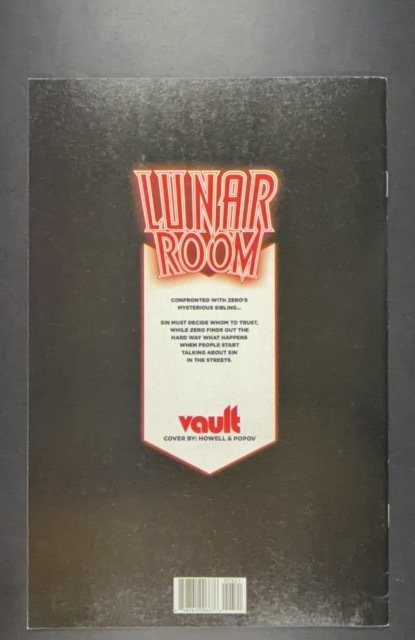 LUNAR
ROOM
CONFRONTED WITH ZERO'S
MYSTERIOUS SIBLING...
SIN MUST DECIDE WHOM TO TRUST,
WHILE ZERO FINDS OUT THE
HARD WAY WHAT HAPPENS
WHEN PEOPLE START
TALKING ABOUT SIN
IN THE STREETS.
vault
COVER BY: HOWELL & POPOV